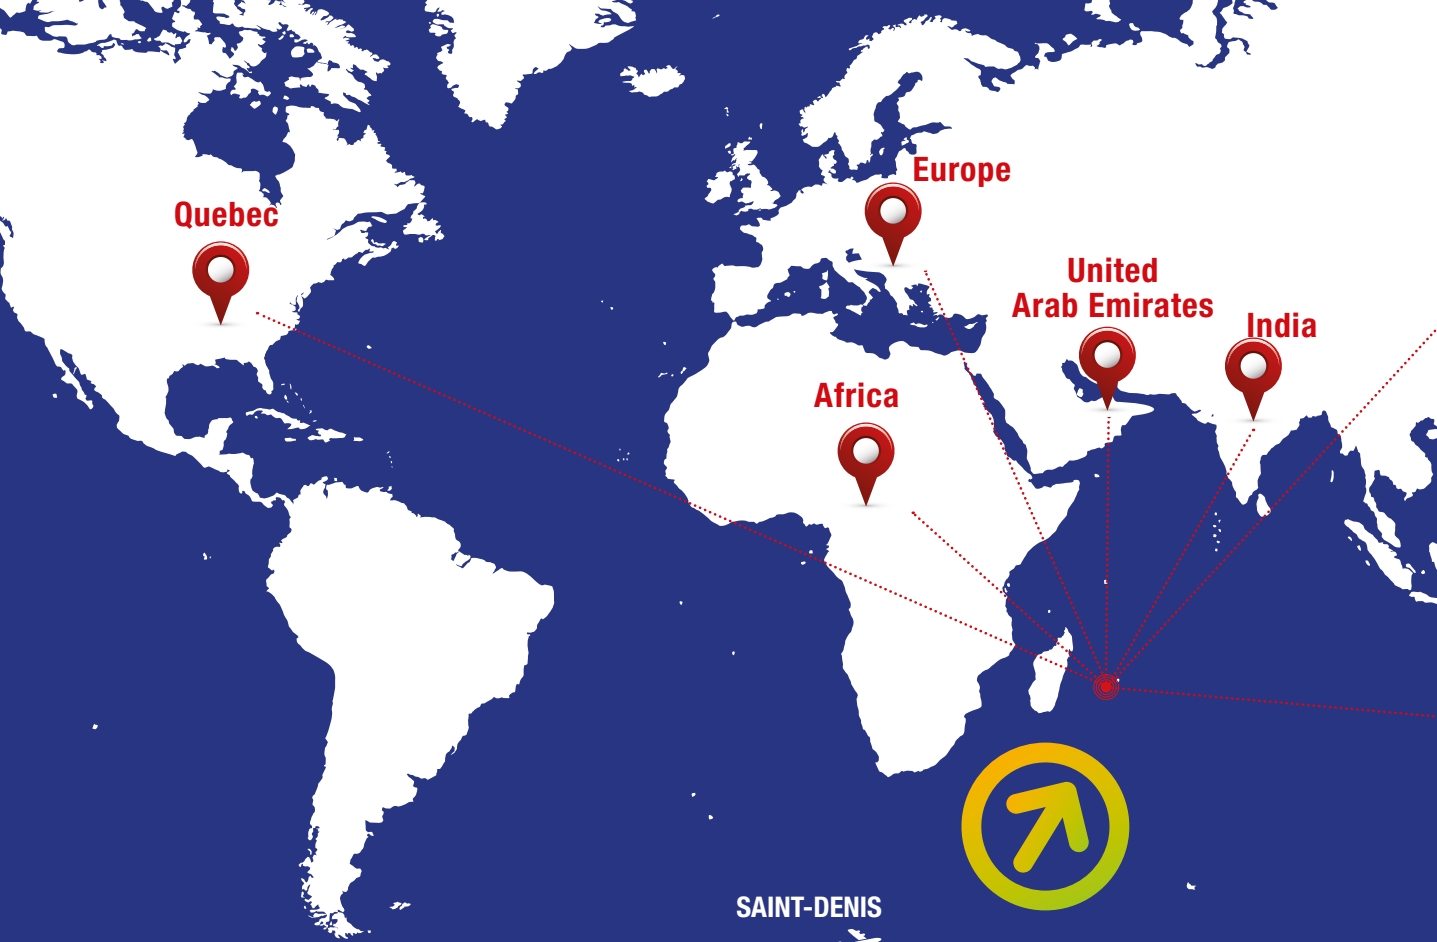 Europe
Quebec
United
Arab Emirates
India
Africa
SAINT-DENIS